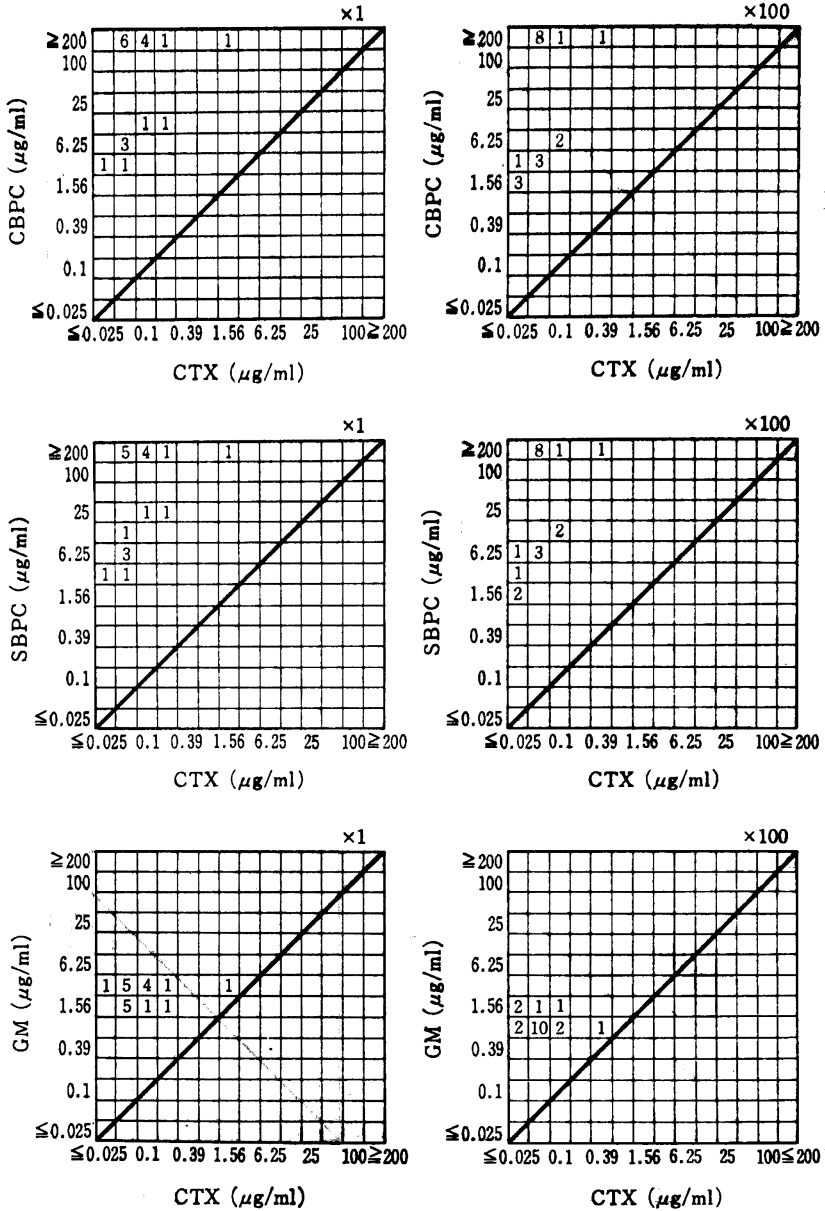 ×1
≧200 6 4 1 1
100
25
1 1
6.25 3
1 1
1.56
0.39
0.1
≦0.025
≦0.025 0.1 0.39 1.56 6.25 25 100≧200
CBPC (μg/ml)
CTX (μg/ml)
×100
≧200 8 1 1
100
25
6.25 2
1 3
1.56 3
0.39
0.1
≦0.025
≦0.025 0.1 0.39 1.56 6.25 25 100≧200
CBPC (μg/ml)
CTX (μg/ml)
×1
≧200 5 4 1 1
100
25 1 1
1
6.25 3
1 1
1.56
0.39
0.1
≦0.025
≦0.025 0.1 0.39 1.56 6.25 25 100≧200
SBPC (μg/ml)
CTX (μg/ml)
×100
≧200 8 1 1
100
25
2
6.25 1 3
1
1.56 2
0.39
0.1
≦0.025
≦0.025 0.1 0.39 1.56 6.25 25 100≧200
SBPC (μg/ml)
CTX (μg/ml)
×1
≧200
100
25
6.25
1 5 4 1 1
1.56 5 1 1
0.39
0.1
≦0.025
≦0.025 0.1 0.39 1.56 6.25 25 100≧200
GM (μg/ml)
CTX (μg/ml)
×100
≧200
100
25
6.25
1.56 2 1 1
2 10 2 1
0.39
0.1
≦0.025
≦0.025 0.1 0.39 1.56 6.25 25 100≧200
GM (μg/ml)
CTX (μg/ml)